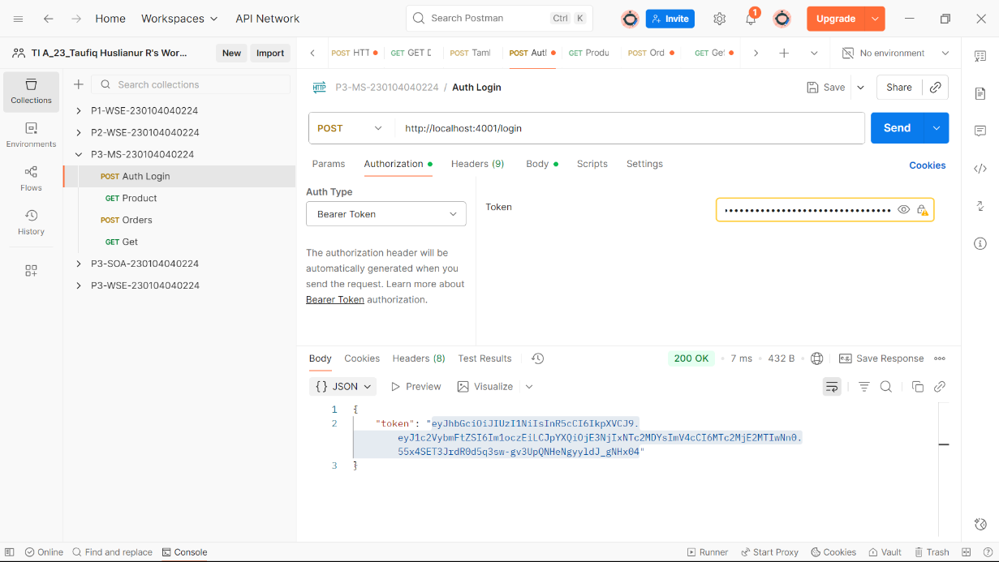 Home
Workspaces
API Network
Search Postman
Ctrl K
Invite
1
Upgrade
TI A_23_Taufiq Huslianur R's Wor...
New
Import
POST HTT
GET GET D
POST Taml
POST Autl
GET Produ
POST Ord
GET Get
No environment
Collections
Environments
Flows
History
Search collections
P1-WSE-230104040224
P2-WSE-230104040224
P3-MS-230104040224
POST Auth Login
GET Product
POST Orders
GET Get
P3-SOA-230104040224
P3-WSE-230104040224
HTTP P3-MS-230104040224 / Auth Login
Save
Share
POST
http://localhost:4001/login
Send
Params
Authorization
Headers (9)
Body
Scripts
Settings
Cookies
Auth Type
Bearer Token
The authorization header will be
automatically generated when you
send the request. Learn more about
Bearer Token authorization.
Token
Body
Cookies
Headers (8)
Test Results
200 OK • 7 ms • 432 B
e.g. Save Response
{} JSON
Preview
Visualize
1 {
2 "token": "eyJhbGciOiJIUzI1NiIsInR5cCI6IkpXVCJ9.
eyJ1c2VybmFtZSI6Im1oczEiLCJpYXQiOjE3NjIxNTc2MDYsImV4cCI6MTc2MjE2MTIwNn0.
55x4SET3JrdR0d5q3sw-gv3UpQNHeNgyyldJ_gNHx04"
3 }
Online
Find and replace
Console
Runner
Start Proxy
Cookies
Vault
Trash